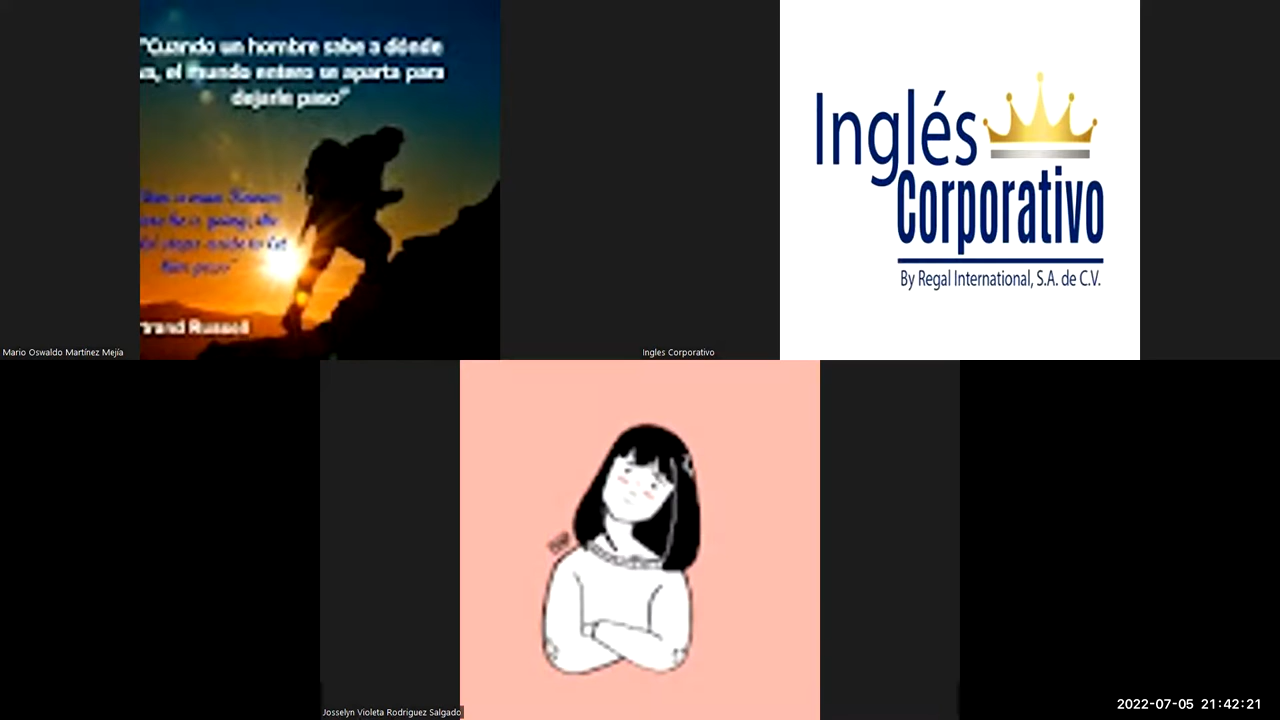 "Cuando un hombre sabe a dónde
va, el mundo entero se aparta para
dejarle paso"
trand Russell
Mario Oswaldo Martínez Mejía
Inglés
Corporativo
By Regal International, S.A. de C.V.
Ingles Corporativo
Josselyn Violeta Rodriguez Salgado
2022-07-05 21:42:21